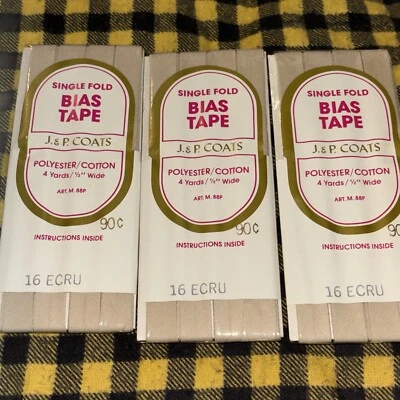 SINGLE FOLD
BIAS
TAPE
J. & P. COATS
POLYESTER/COTTON
4 Yards/½" Wide
ART. M. 88P
90¢
INSTRUCTIONS INSIDE
16 ECRU
SINGLE FOLD
BIAS
TAPE
J. & P. COATS
POLYESTER/COTTON
4 Yards/½" Wide
ART. M. 88P
90¢
INSTRUCTIONS INSIDE
16 ECRU
SINGLE FOLD
BIAS
TAPE
J. & P. COATS
POLYESTER/COTTON
4 Yards/½" Wide
ART. M. 88P
90¢
INSTRUCTIONS INSIDE
16 ECRU